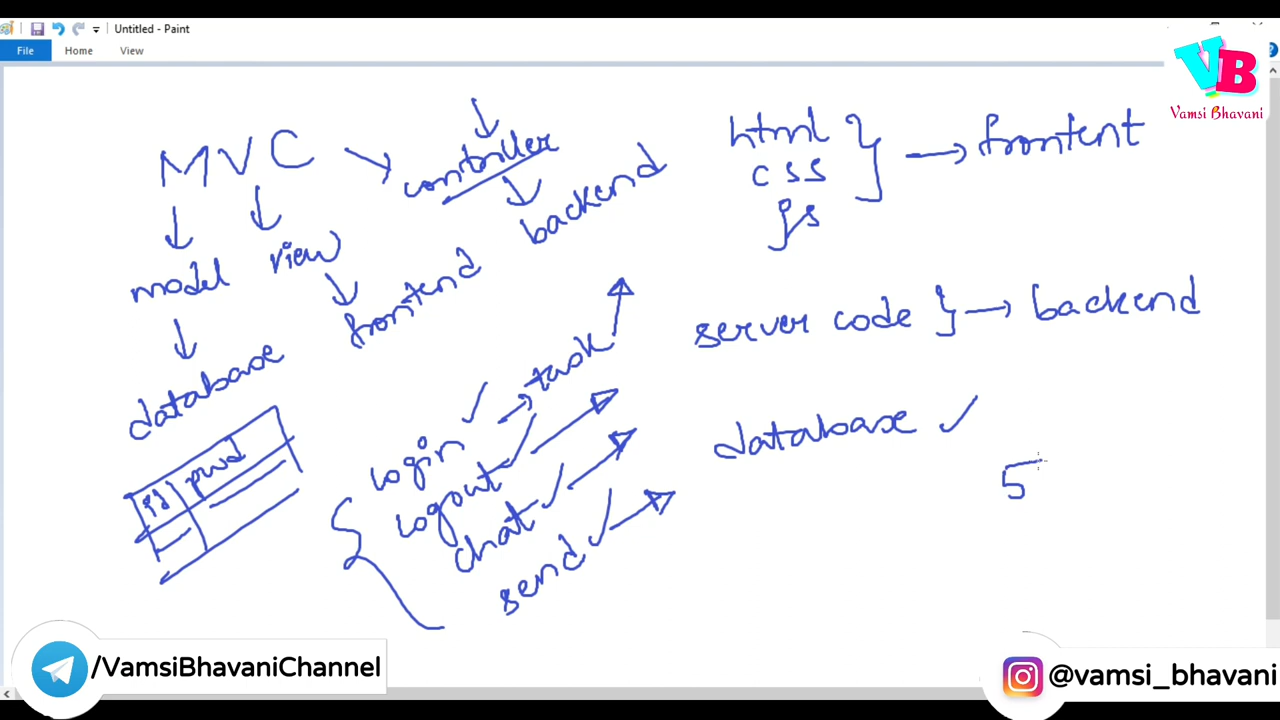 Untitled - Paint
File Home View
VB
Vamsi Bhavani
MVC → controller
backend
model view
frontend
database
id pwd
login → task
logout
chat
send
html
css
js
} → frontent
server code } → backend
database ✓
5
/VamsiBhavaniChannel
@vamsi_bhavani